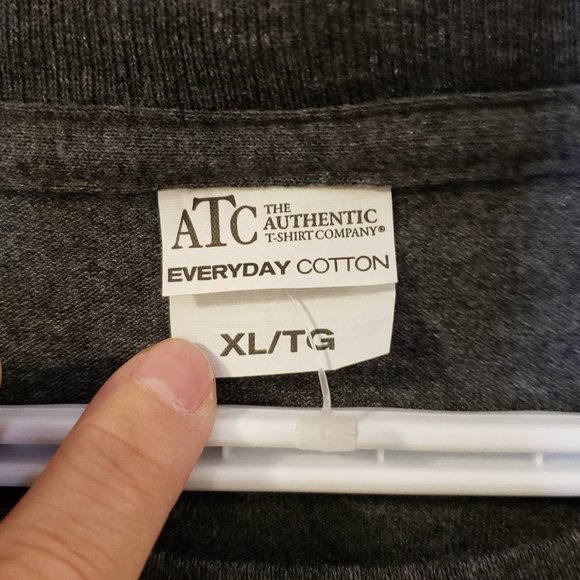 ATC THE
AUTHENTIC
T-SHIRT COMPANY®
EVERYDAY COTTON
XL/TG